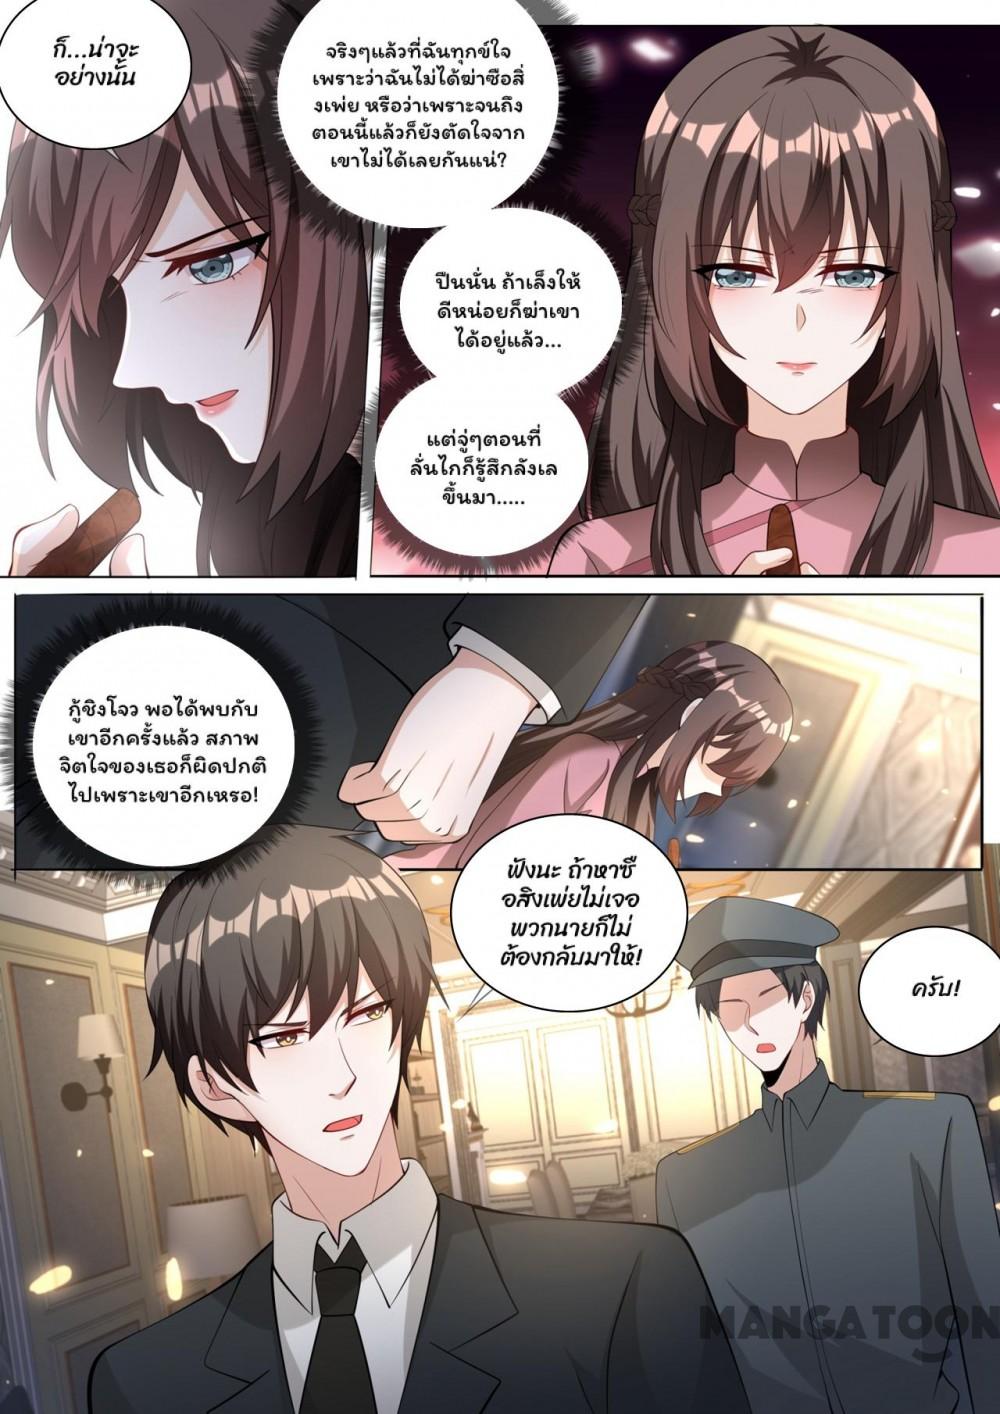 ก็...น่าจะ
อย่างนั้น
จริงๆแล้วที่ฉันทุกข์ใจ
เพราะว่าฉันไม่ได้ฆ่าซือสิ
งเพ่ย หรือว่าเพราะจนถึง
ตอนนี้แล้วก็ยังตัดใจจาก
เขาไม่ได้เลยกันแน่?
ปืนนั่น ถ้าเล็งให้
ดีหน่อยก็ฆ่าเขา
ได้อยู่แล้ว...
แต่จู่ๆตอนที่
ลั่นไกก็รู้สึกลังเล
ขึ้นมา.....
กู้ชิงโจว พอได้พบกับ
เขาอีกครั้งแล้ว สภาพ
จิตใจของเธอก็ผิดปกติ
ไปเพราะเขาอีกเหรอ!
ฟังนะ ถ้าหาซื
อสิงเพ่ยไม่เจอ
พวกนายก็ไม่
ต้องกลับมาให้!
ครับ!
MANGATOON